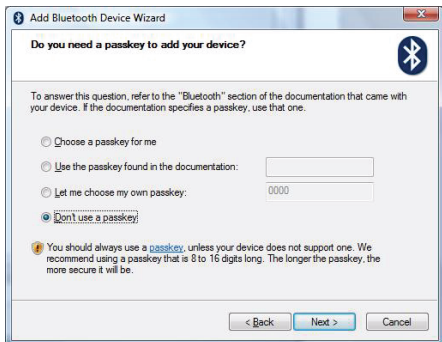 Add Bluetooth Device Wizard
Do you need a passkey to add your device?
To answer this question, refer to the "Bluetooth" section of the documentation that came with
your device. If the documentation specifies a passkey, use that one.
Choose a passkey for me
Use the passkey found in the documentation:
Let me choose my own passkey:
0000
Don't use a passkey
You should always use a passkey, unless your device does not support one. We
recommend using a passkey that is 8 to 16 digits long. The longer the passkey, the
more secure it will be.
< Back
Next >
Cancel